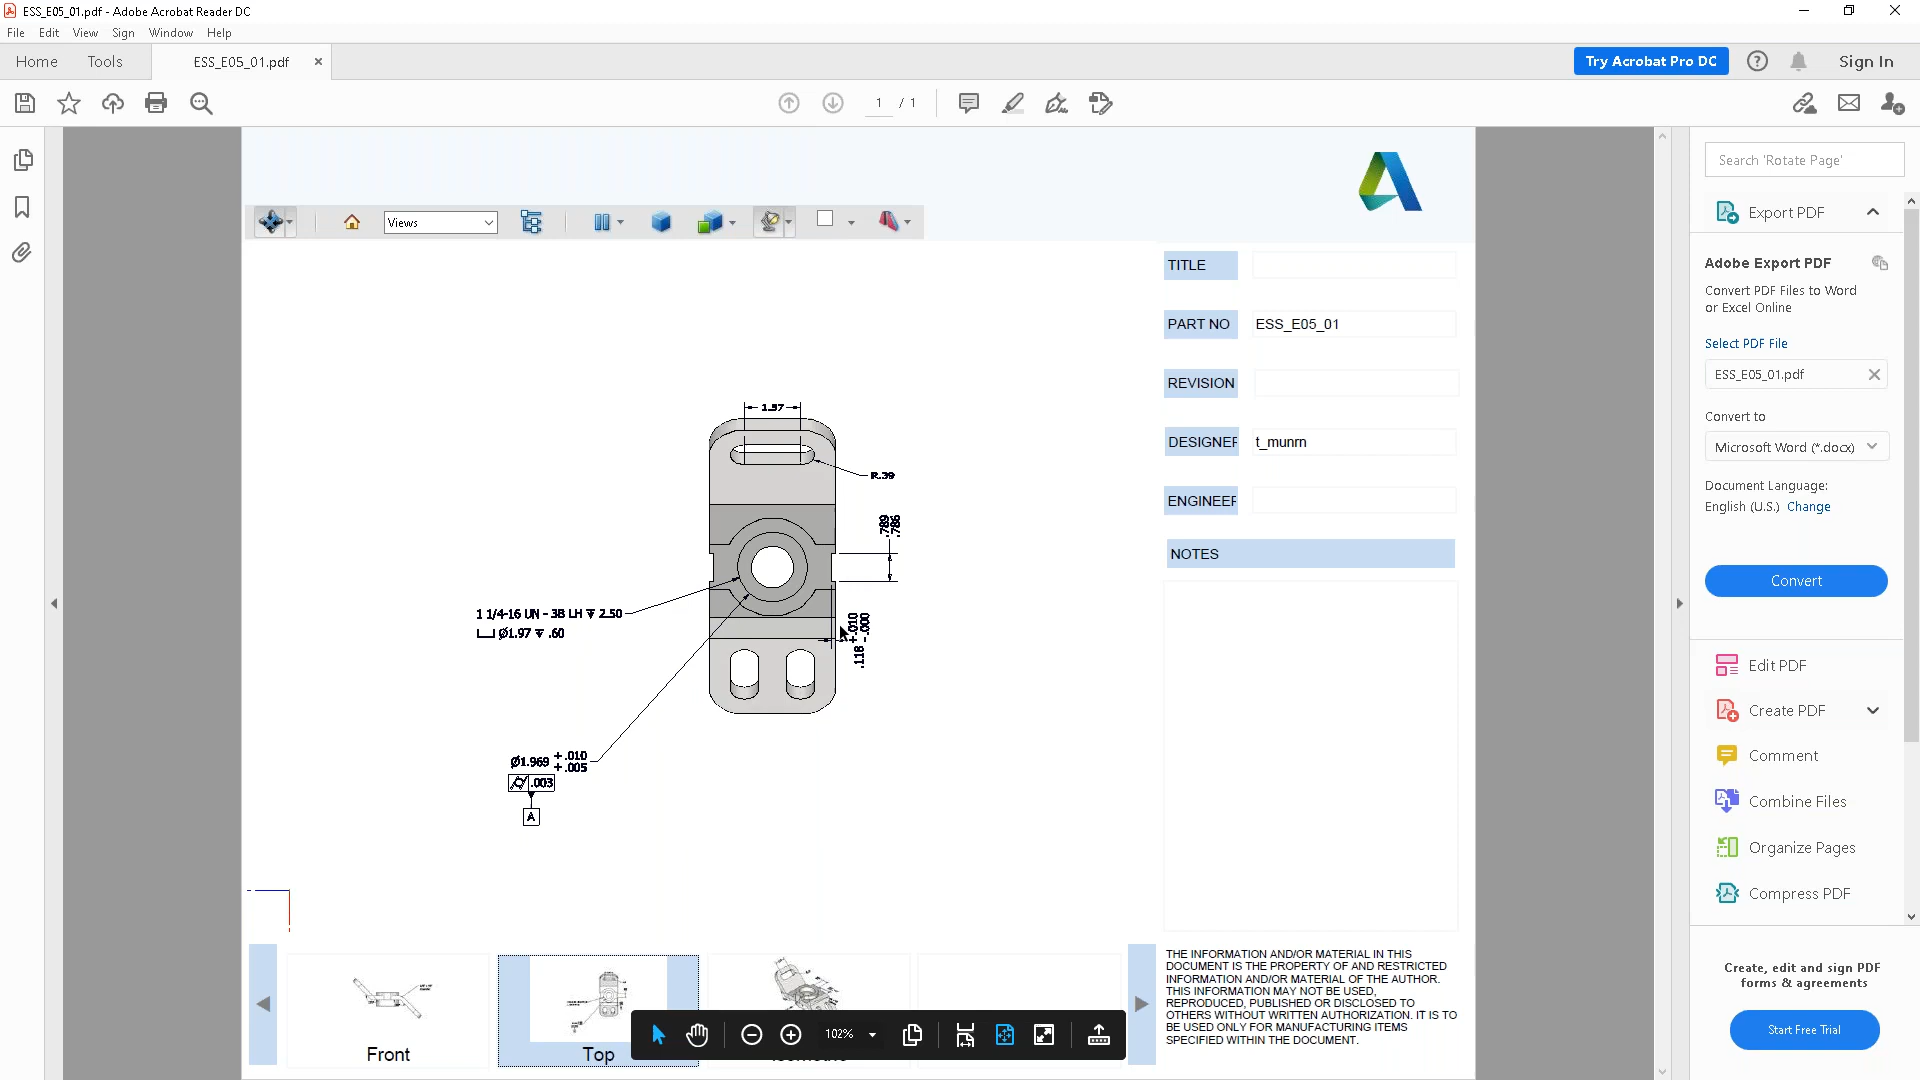 ESS_E05_01.pdf - Adobe Acrobat Reader DC
File Edit View Sign Window Help
Home Tools ESS_E05_01.pdf Try Acrobat Pro DC Sign In
1 / 1
Search 'Rotate Page'
Views
Export PDF
Adobe Export PDF
Convert PDF Files to Word
or Excel Online
Select PDF File
ESS_E05_01.pdf
Convert to
Microsoft Word (*.docx)
Document Language:
English (U.S.) Change
Convert
Edit PDF
Create PDF
Comment
Combine Files
Organize Pages
Compress PDF
Create, edit and sign PDF
forms & agreements
Start Free Trial
TITLE
PART NO ESS_E05_01
REVISION
DESIGNER t_munrn
ENGINEER
NOTES
1.57
R.39
.789
.786
1 1/4-16 UN - 3B LH ↧ 2.50
⌴ Ø1.97 ↧ .60
.118 +.010 -.000
Ø1.969 +.010 +.005
⌭ .003
A
THE INFORMATION AND/OR MATERIAL IN THIS
DOCUMENT IS THE PROPERTY OF AND RESTRICTED
INFORMATION AND/OR MATERIAL OF THE AUTHOR.
THIS INFORMATION MAY NOT BE USED,
REPRODUCED, PUBLISHED OR DISCLOSED TO
OTHERS WITHOUT WRITTEN AUTHORIZATION. IT IS TO
BE USED ONLY FOR MANUFACTURING ITEMS
SPECIFIED WITHIN THE DOCUMENT.
Front
Top
102%